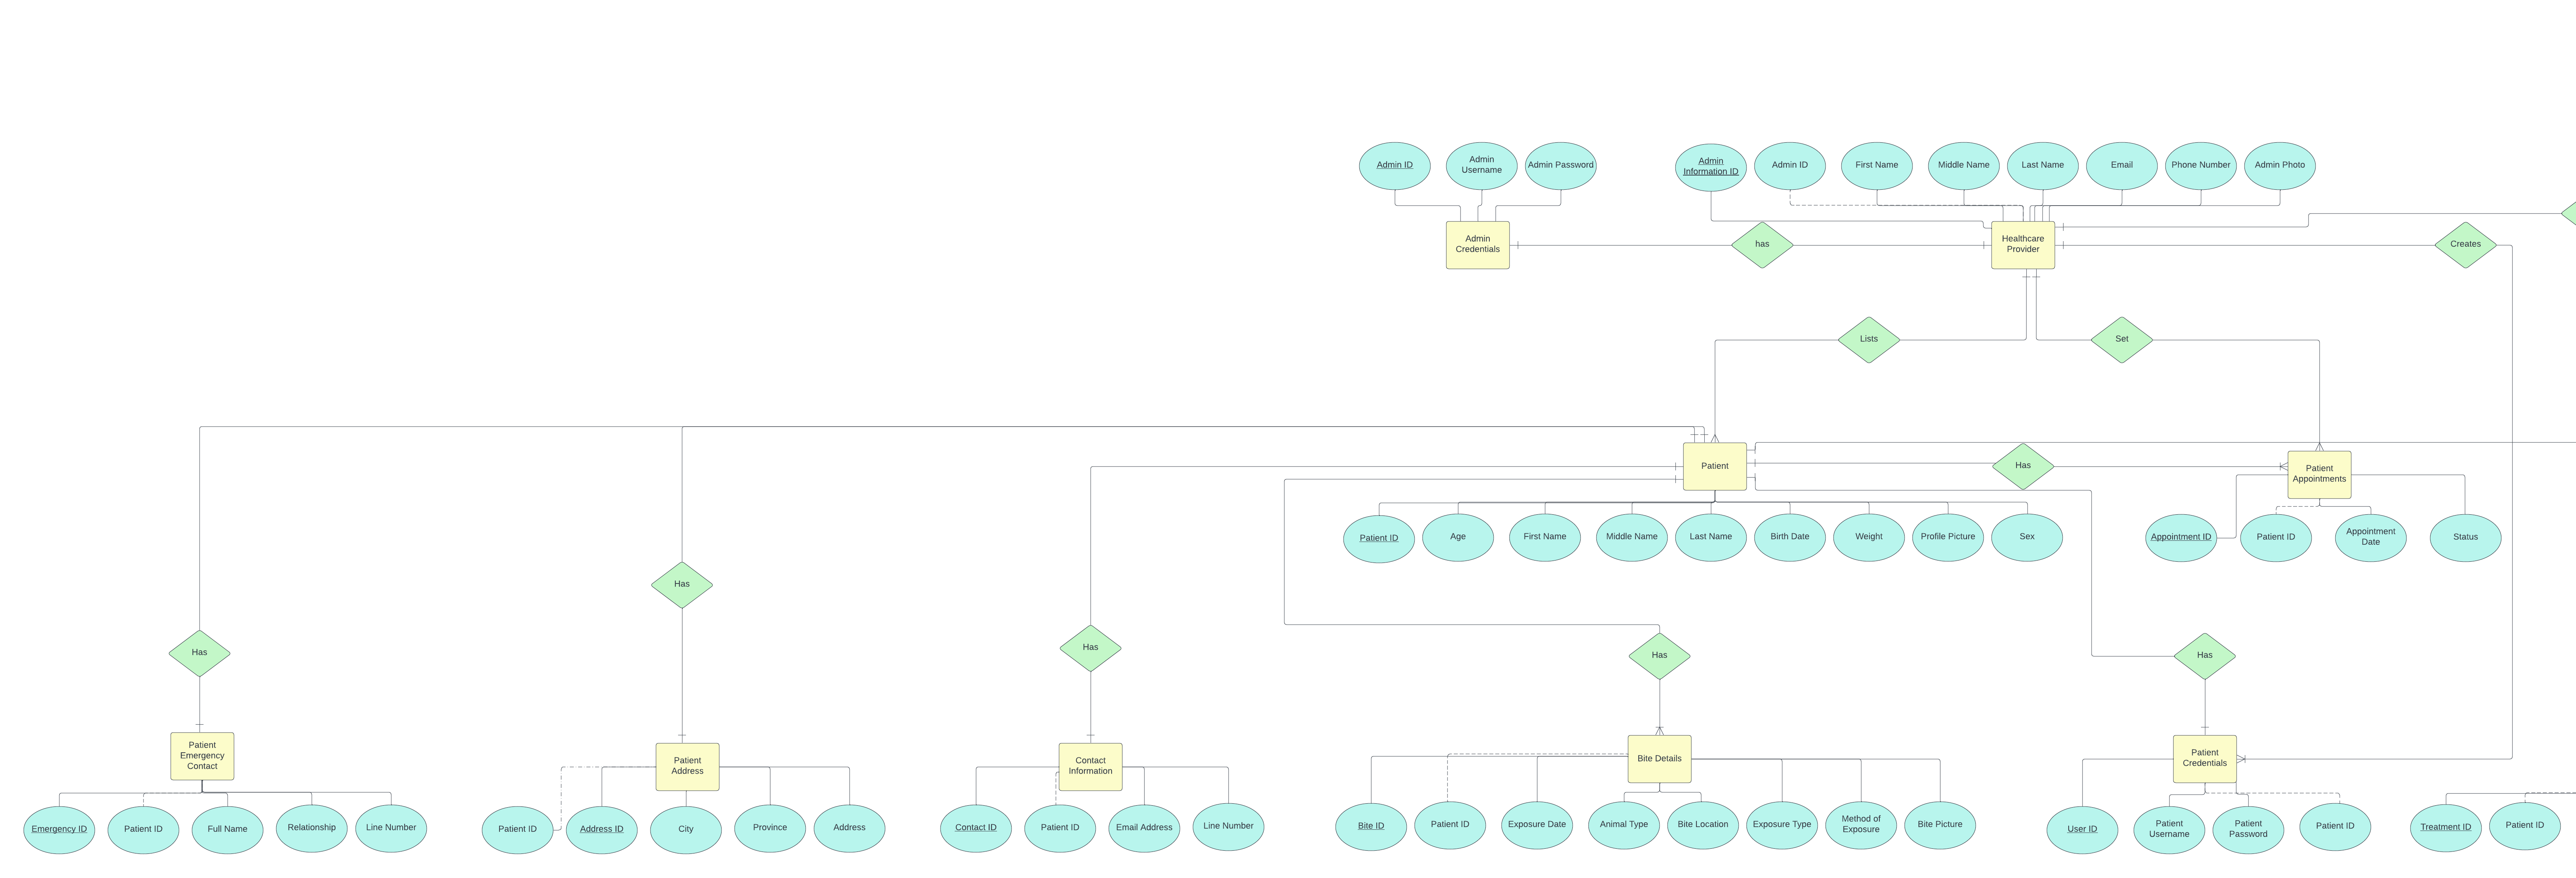 Admin ID
Admin
Username
Admin Password
Admin
Information ID
Admin ID
First Name
Middle Name
Last Name
Email
Phone Number
Admin Photo
Admin
Credentials
has
Healthcare
Provider
Creates
Lists
Set
Patient
Has
Patient
Appointments
Patient ID
Age
First Name
Middle Name
Last Name
Birth Date
Weight
Profile Picture
Sex
Appointment ID
Patient ID
Appointment
Date
Status
Has
Has
Has
Has
Has
Patient
Emergency
Contact
Patient
Address
Contact
Information
Bite Details
Patient
Credentials
Emergency ID
Patient ID
Full Name
Relationship
Line Number
Patient ID
Address ID
City
Province
Address
Contact ID
Patient ID
Email Address
Line Number
Bite ID
Patient ID
Exposure Date
Animal Type
Bite Location
Exposure Type
Method of
Exposure
Bite Picture
User ID
Patient
Username
Patient
Password
Patient ID
Treatment ID
Patient ID